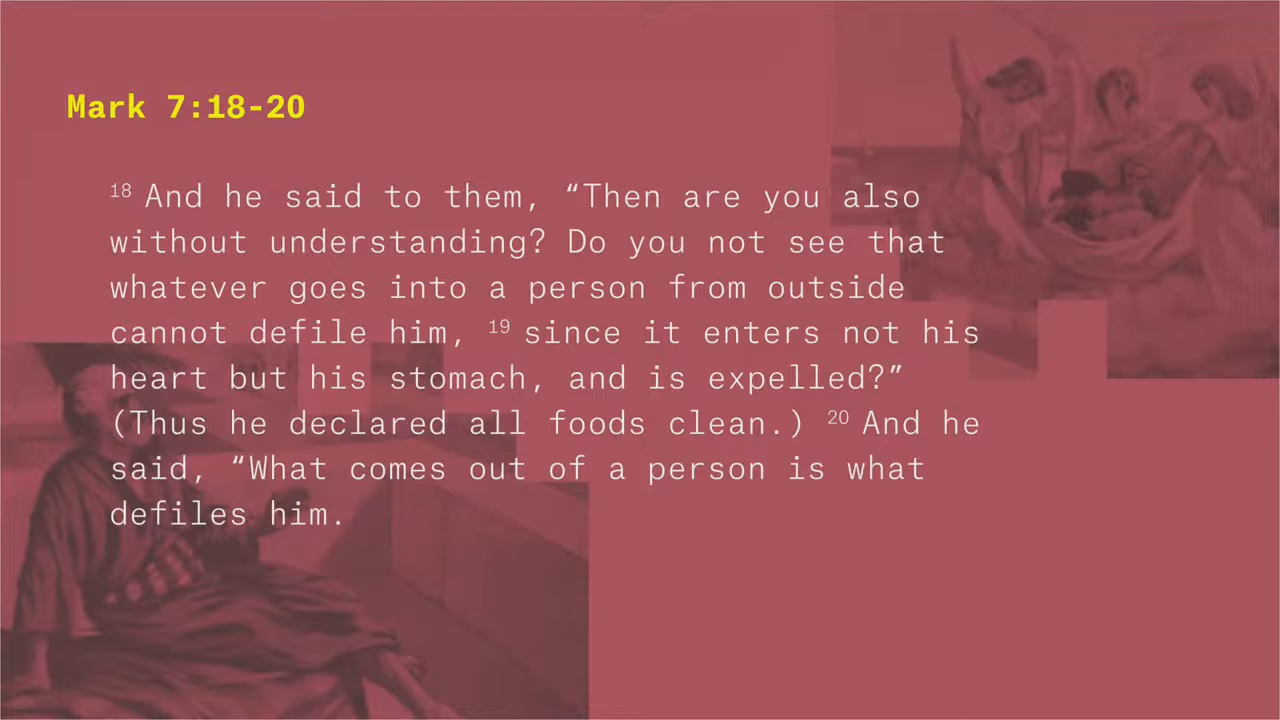 Mark 7:18-20
18 And he said to them, “Then are you also
without understanding? Do you not see that
whatever goes into a person from outside
cannot defile him, 19 since it enters not his
heart but his stomach, and is expelled?”
(Thus he declared all foods clean.) 20 And he
said, “What comes out of a person is what
defiles him.